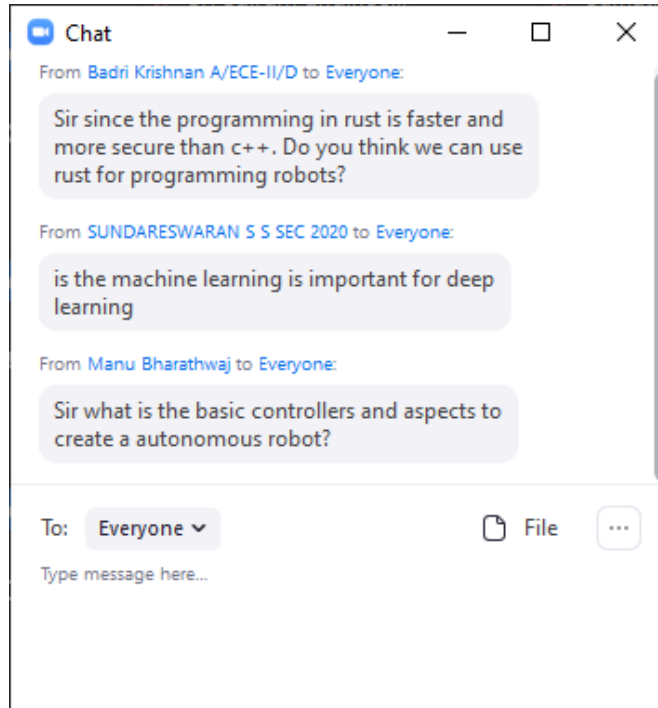 Chat
From Badri Krishnan A/ECE-II/D to Everyone:
Sir since the programming in rust is faster and
more secure than c++. Do you think we can use
rust for programming robots?
From SUNDARESWARAN S S SEC 2020 to Everyone:
is the machine learning is important for deep
learning
From Manu Bharathwaj to Everyone:
Sir what is the basic controllers and aspects to
create a autonomous robot?
To: Everyone File
Type message here...